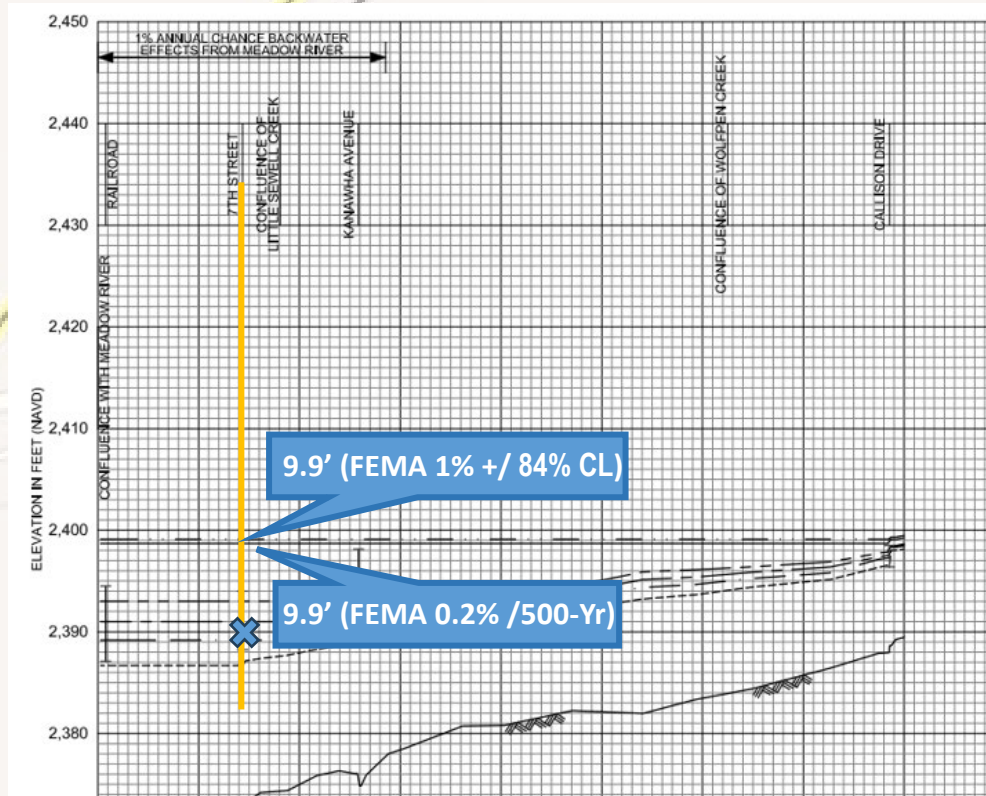 2,450
1% ANNUAL CHANCE BACKWATER
EFFECTS FROM MEADOW RIVER
2,440
RAILROAD
7TH STREET
CONFLUENCE OF
LITTLE SEWELL CREEK
KANAWHA AVENUE
CONFLUENCE OF WOLFPEN CREEK
CALLISON DRIVE
2,430
CONFLUENCE WITH MEADOW RIVER
2,420
ELEVATION IN FEET (NAVD)
2,410
9.9’ (FEMA 1% +/ 84% CL)
2,400
9.9’ (FEMA 0.2% /500-Yr)
2,390
2,380